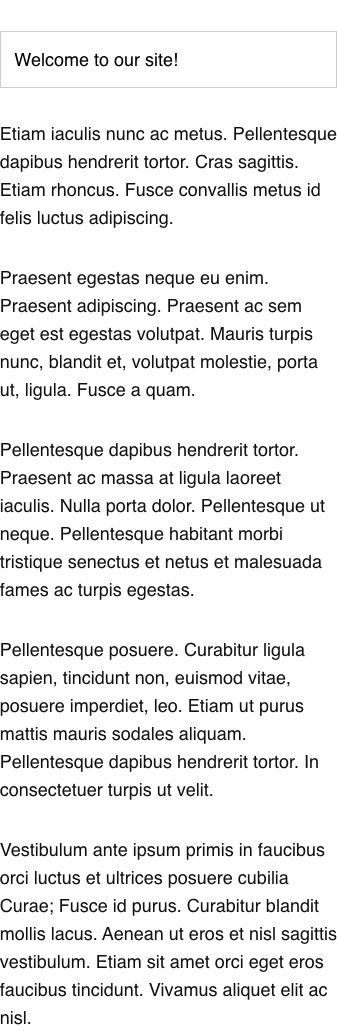 Welcome to our site!
Etiam iaculis nunc ac metus. Pellentesque
dapibus hendrerit tortor. Cras sagittis.
Etiam rhoncus. Fusce convallis metus id
felis luctus adipiscing.
Praesent egestas neque eu enim.
Praesent adipiscing. Praesent ac sem
eget est egestas volutpat. Mauris turpis
nunc, blandit et, volutpat molestie, porta
ut, ligula. Fusce a quam.
Pellentesque dapibus hendrerit tortor.
Praesent ac massa at ligula laoreet
iaculis. Nulla porta dolor. Pellentesque ut
neque. Pellentesque habitant morbi
tristique senectus et netus et malesuada
fames ac turpis egestas.
Pellentesque posuere. Curabitur ligula
sapien, tincidunt non, euismod vitae,
posuere imperdiet, leo. Etiam ut purus
mattis mauris sodales aliquam.
Pellentesque dapibus hendrerit tortor. In
consectetuer turpis ut velit.
Vestibulum ante ipsum primis in faucibus
orci luctus et ultrices posuere cubilia
Curae; Fusce id purus. Curabitur blandit
mollis lacus. Aenean ut eros et nisl sagittis
vestibulum. Etiam sit amet orci eget eros
faucibus tincidunt. Vivamus aliquet elit ac
nisl.